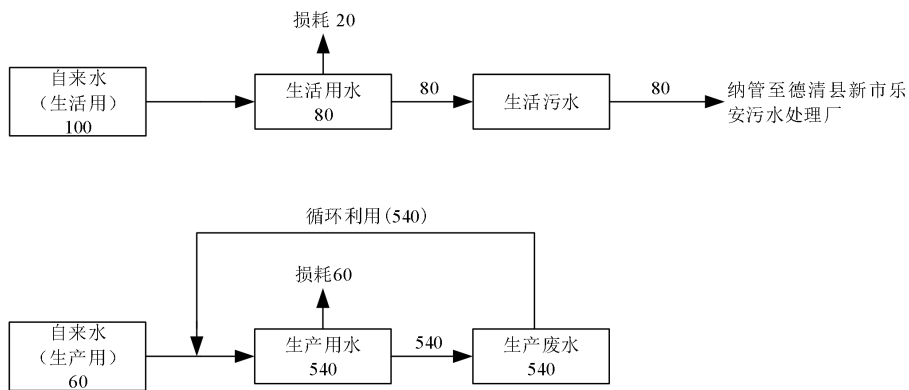 损耗 20
自来水
（生活用）
100
生活用水
80
80
生活污水
80
纳管至德清县新市乐
安污水处理厂
循环利用(540)
损耗60
自来水
（生产用）
60
生产用水
540
540
生产废水
540